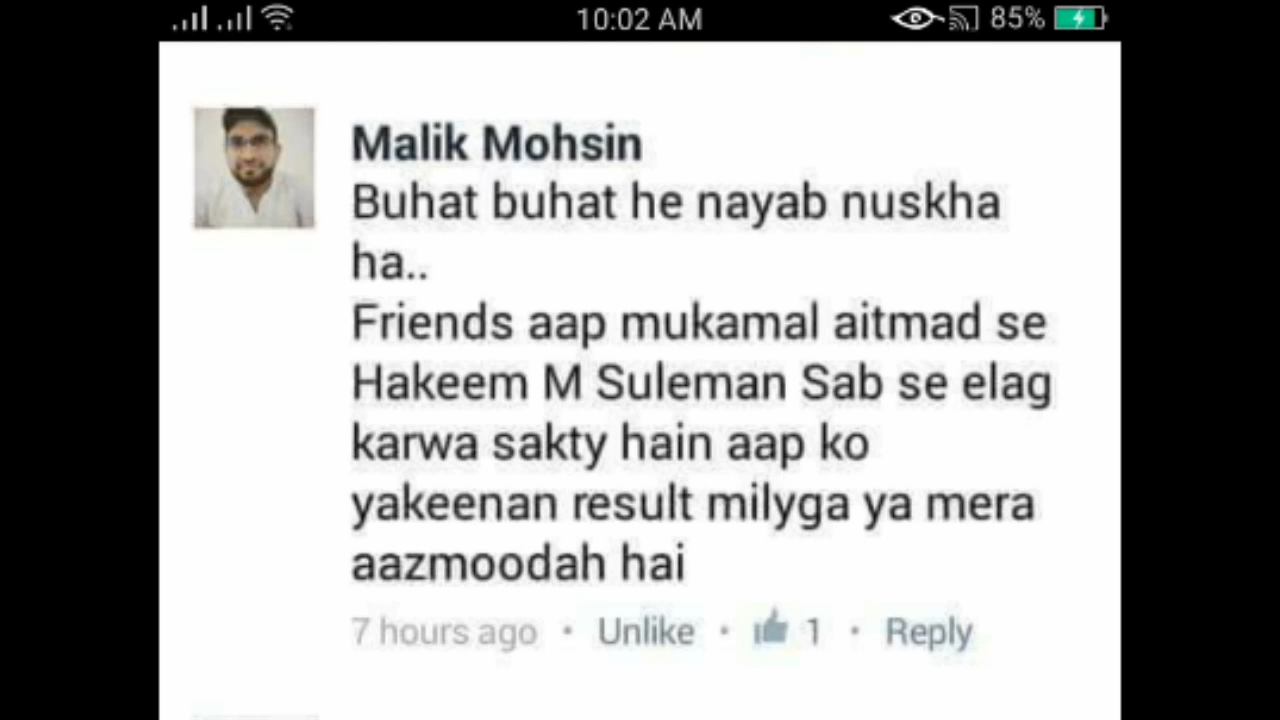 10:02 AM 85%
Malik Mohsin
Buhat buhat he nayab nuskha
ha..
Friends aap mukamal aitmad se
Hakeem M Suleman Sab se elag
karwa sakty hain aap ko
yakeenan result milyga ya mera
aazmoodah hai
7 hours ago • Unlike • 1 • Reply